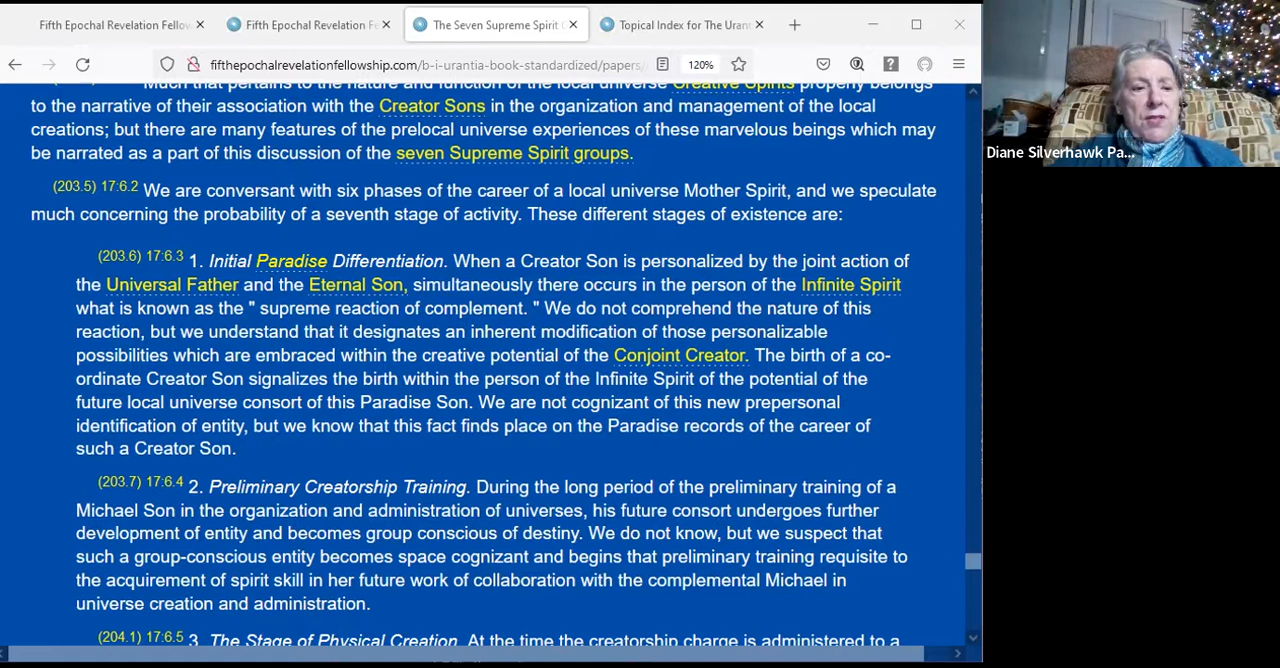 Fifth Epochal Revelation Fellow
Fifth Epochal Revelation F
The Seven Supreme Spirit
Topical Index for The Urant
fifthepochalrevelationfellowship.com/b-i-urantia-book-standardized/papers/
120%
Much that pertains to the nature and function of the local universe Creative Spirits properly belongs
to the narrative of their association with the Creator Sons in the organization and management of the local
creations; but there are many features of the prelocal universe experiences of these marvelous beings which may
be narrated as a part of this discussion of the seven Supreme Spirit groups.
(203.5) 17:6.2 We are conversant with six phases of the career of a local universe Mother Spirit, and we speculate
much concerning the probability of a seventh stage of activity. These different stages of existence are:
(203.6) 17:6.3 1. Initial Paradise Differentiation. When a Creator Son is personalized by the joint action of
the Universal Father and the Eternal Son, simultaneously there occurs in the person of the Infinite Spirit
what is known as the " supreme reaction of complement. " We do not comprehend the nature of this
reaction, but we understand that it designates an inherent modification of those personalizable
possibilities which are embraced within the creative potential of the Conjoint Creator. The birth of a co-
ordinate Creator Son signalizes the birth within the person of the Infinite Spirit of the potential of the
future local universe consort of this Paradise Son. We are not cognizant of this new prepersonal
identification of entity, but we know that this fact finds place on the Paradise records of the career of
such a Creator Son.
(203.7) 17:6.4 2. Preliminary Creatorship Training. During the long period of the preliminary training of a
Michael Son in the organization and administration of universes, his future consort undergoes further
development of entity and becomes group conscious of destiny. We do not know, but we suspect that
such a group-conscious entity becomes space cognizant and begins that preliminary training requisite to
the acquirement of spirit skill in her future work of collaboration with the complemental Michael in
universe creation and administration.
(204.1) 17:6.5 3. The Stage of Physical Creation. At the time the creatorship charge is administered to a
Diane Silverhawk Pa...